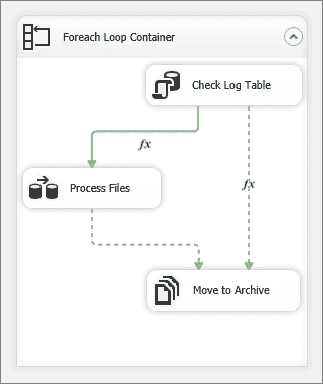 Foreach Loop Container
Check Log Table
fx
Process Files
fx
Move to Archive